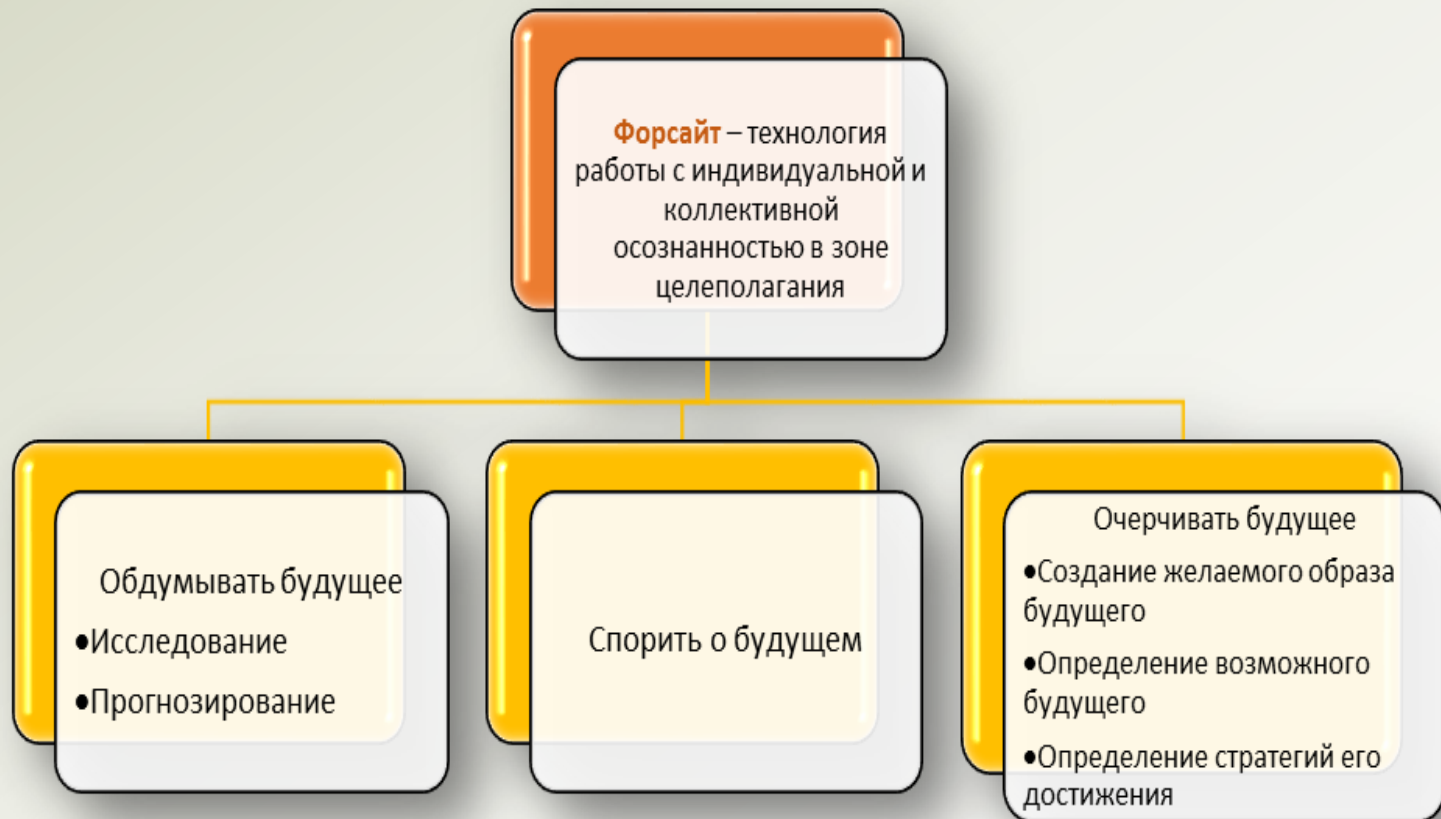 Форсайт – технология
работы с индивидуальной и
коллективной
осознанностью в зоне
целеполагания
Обдумывать будущее
•Исследование
•Прогнозирование
Спорить о будущем
Очерчивать будущее
•Создание желаемого образа
будущего
•Определение возможного
будущего
•Определение стратегий его
достижения